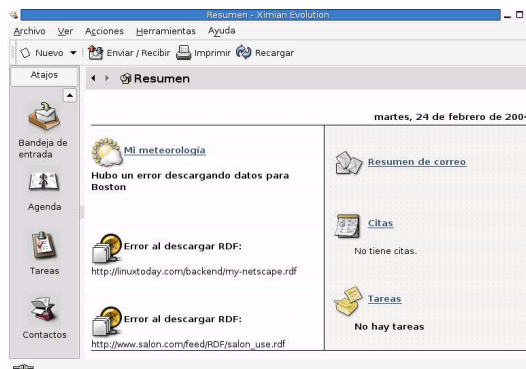 Resumen - Ximian Evolution
Archivo Ver Acciones Herramientas Ayuda
Nuevo Enviar / Recibir Imprimir Recargar
Atajos
Resumen
martes, 24 de febrero de 2004
Bandeja de
entrada
Agenda
Tareas
Contactos
Mi meteorología
Hubo un error descargando datos para
Boston
Error al descargar RDF:
http://linuxtoday.com/backend/my-netscape.rdf
Error al descargar RDF:
http://www.salon.com/feed/RDF/salon_use.rdf
Resumen de correo
Citas
No tiene citas.
Tareas
No hay tareas